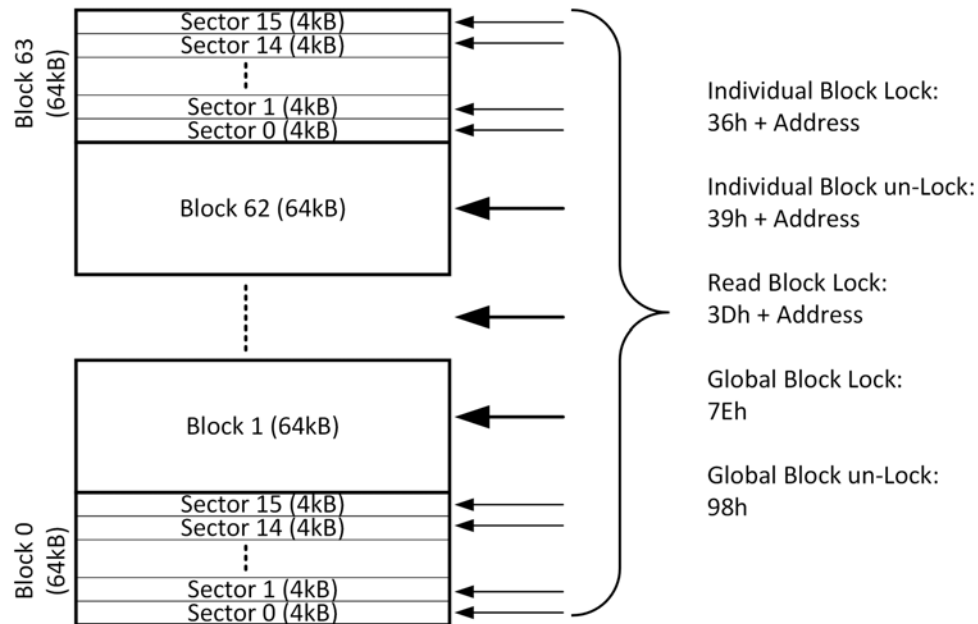 Block 63
(64kB)
Sector 15 (4kB)
Sector 14 (4kB)
Sector 1 (4kB)
Sector 0 (4kB)
Block 62 (64kB)
Block 1 (64kB)
Block 0
(64kB)
Sector 15 (4kB)
Sector 14 (4kB)
Sector 1 (4kB)
Sector 0 (4kB)
Individual Block Lock:
36h + Address
Individual Block un-Lock:
39h + Address
Read Block Lock:
3Dh + Address
Global Block Lock:
7Eh
Global Block un-Lock:
98h